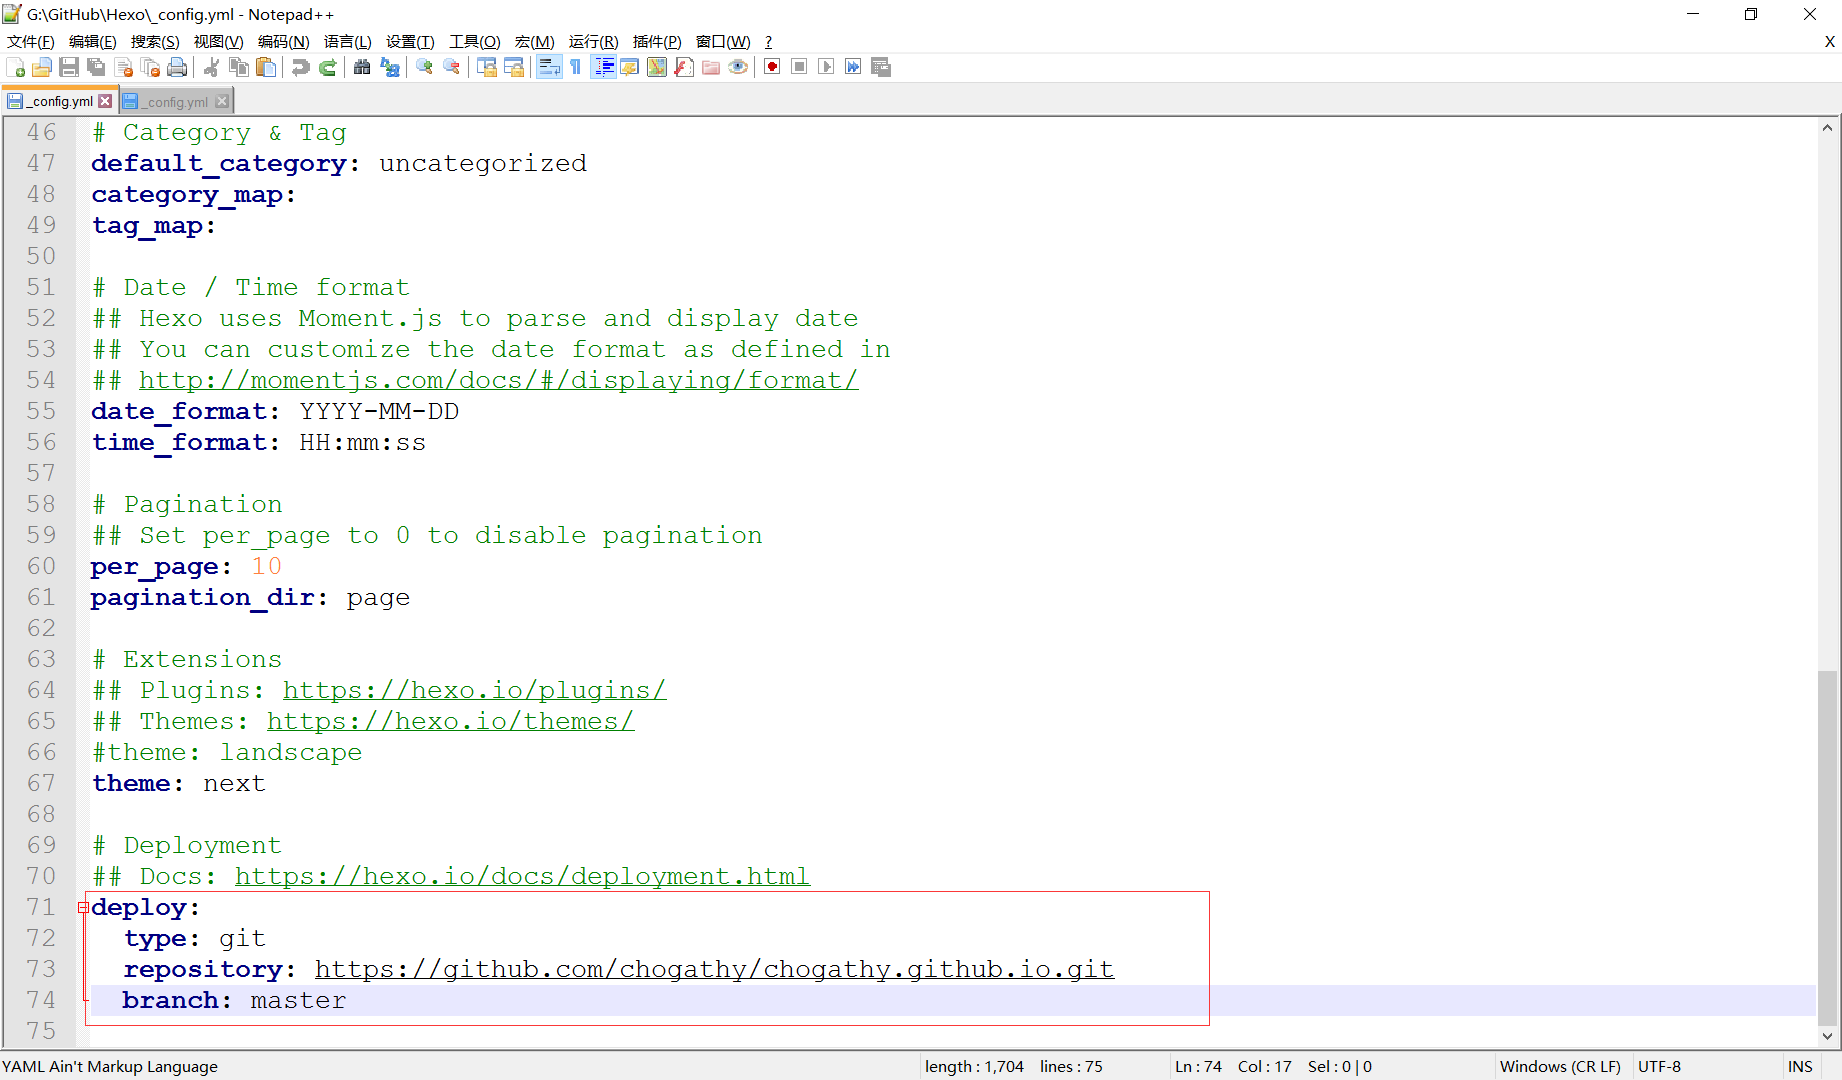 G:\GitHub\Hexo\_config.yml - Notepad++
文件(F) 编辑(E) 搜索(S) 视图(V) 编码(N) 语言(L) 设置(T) 工具(O) 宏(M) 运行(R) 插件(P) 窗口(W) ? X
_config.yml _config.yml
46 # Category & Tag
47 default_category: uncategorized
48 category_map:
49 tag_map:
50
51 # Date / Time format
52 ## Hexo uses Moment.js to parse and display date
53 ## You can customize the date format as defined in
54 ## http://momentjs.com/docs/#/displaying/format/
55 date_format: YYYY-MM-DD
56 time_format: HH:mm:ss
57
58 # Pagination
59 ## Set per_page to 0 to disable pagination
60 per_page: 10
61 pagination_dir: page
62
63 # Extensions
64 ## Plugins: https://hexo.io/plugins/
65 ## Themes: https://hexo.io/themes/
66 #theme: landscape
67 theme: next
68
69 # Deployment
70 ## Docs: https://hexo.io/docs/deployment.html
71 deploy:
72   type: git
73   repository: https://github.com/chogathy/chogathy.github.io.git
74   branch: master
75
YAML Ain't Markup Language length : 1,704 lines : 75 Ln : 74 Col : 17 Sel : 0 | 0 Windows (CR LF) UTF-8 INS